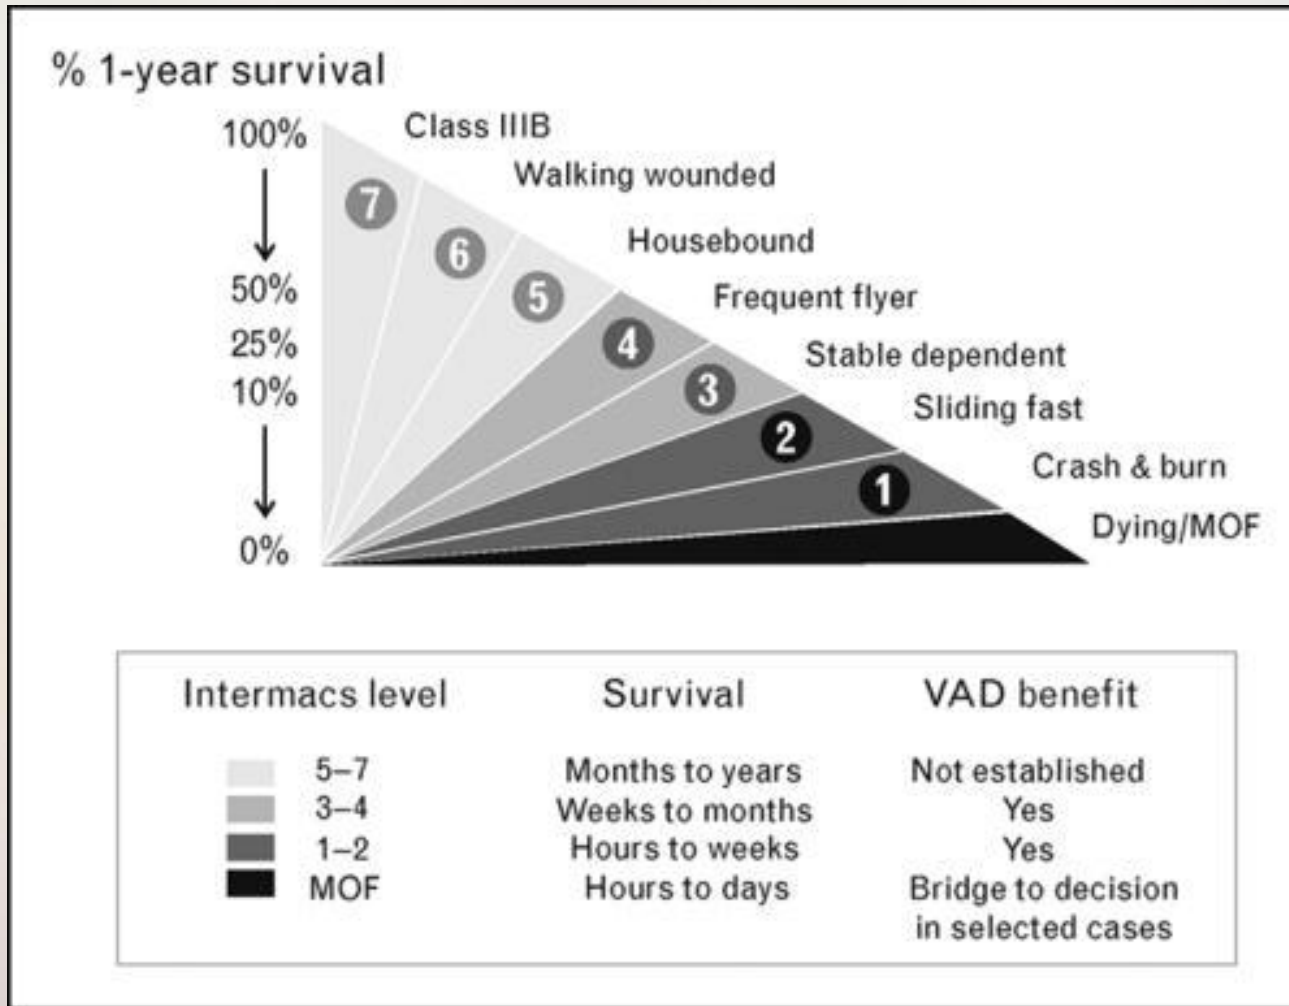 % 1-year survival
100%
Class IIIB
Walking wounded
7
6
Housebound
50%
5
Frequent flyer
25%
4
Stable dependent
10%
3
Sliding fast
2
Crash & burn
1
Dying/MOF
0%
Intermacs level Survival VAD benefit
5–7 Months to years Not established
3–4 Weeks to months Yes
1–2 Hours to weeks Yes
MOF Hours to days Bridge to decision
in selected cases